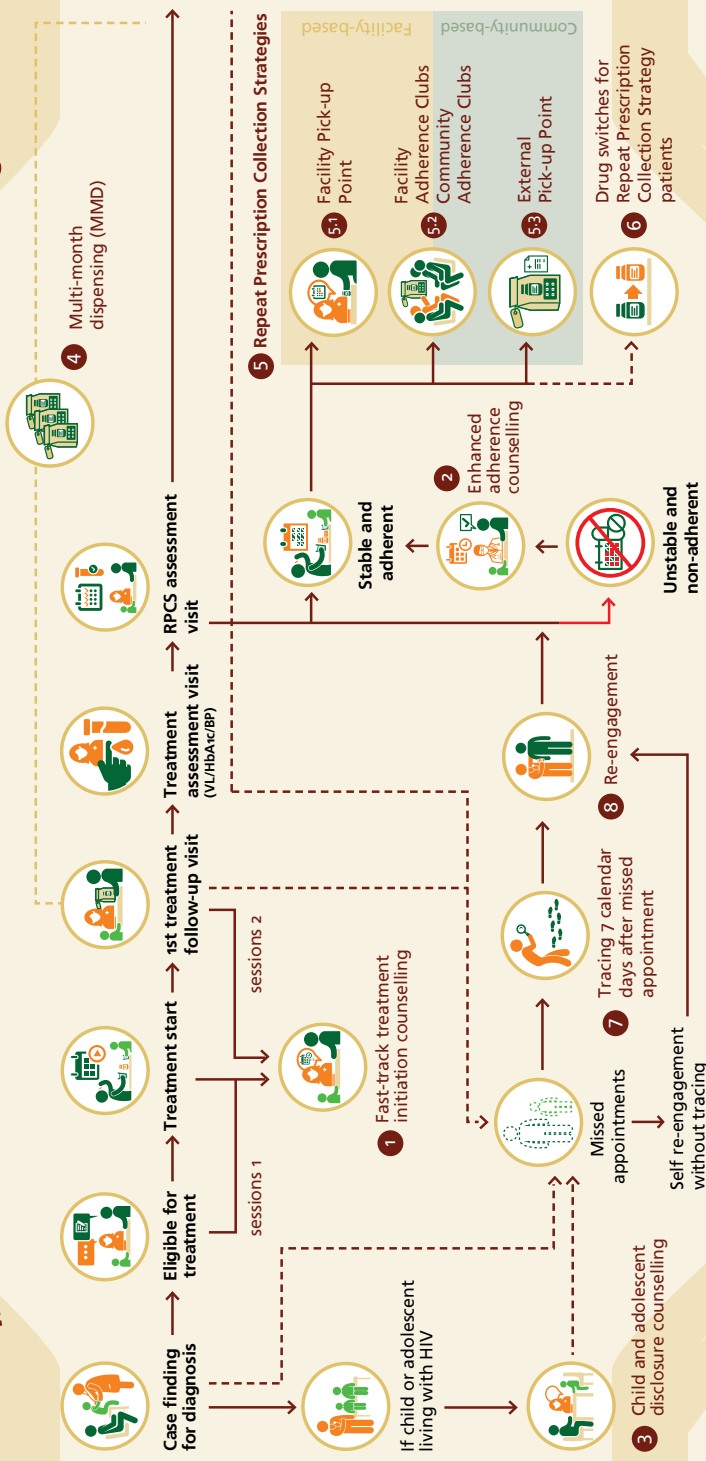 Case finding
for diagnosis
Eligible for
treatment
Treatment start
1st treatment
follow-up visit
Treatment
assessment visit
(VL/HbA1c/BP)
RPCS assessment
visit
4
Multi-month
dispensing (MMD)
sessions 1
sessions 2
1
Fast-track treatment
initiation counselling
If child or adolescent
living with HIV
3
Child and adolescent
disclosure counselling
Missed
appointments
Self re-engagement
without tracing
7
Tracing 7 calendar
days after missed
appointment
8
Re-engagement
Stable and
adherent
2
Enhanced
adherence
counselling
Unstable and
non-adherent
5
Repeat Prescription Collection Strategies
5.1
Facility Pick-up
Point
5.2
Facility
Adherence Clubs
Community
Adherence Clubs
5.3
External
Pick-up Point
6
Drug switches for
Repeat Prescription
Collection Strategy
patients
Facility-based
Community-based